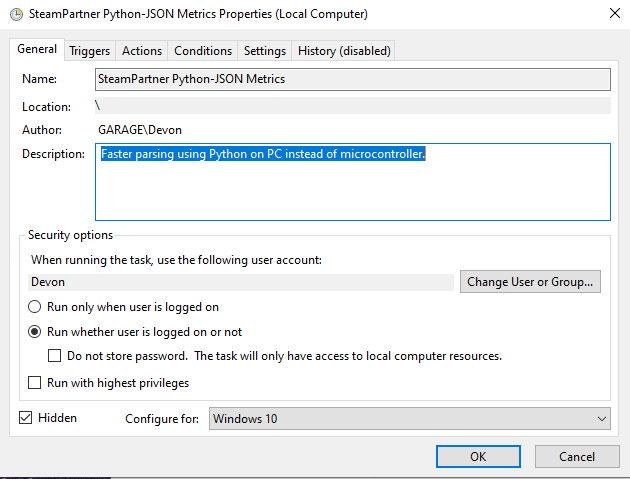 SteamPartner Python-JSON Metrics Properties (Local Computer)
General Triggers Actions Conditions Settings History (disabled)
Name: SteamPartner Python-JSON Metrics
Location: \
Author: GARAGE\Devon
Description: Faster parsing using Python on PC instead of microcontroller.
Security options
When running the task, use the following user account:
Devon Change User or Group...
Run only when user is logged on
Run whether user is logged on or not
Do not store password. The task will only have access to local computer resources.
Run with highest privileges
Hidden Configure for: Windows 10
OK Cancel